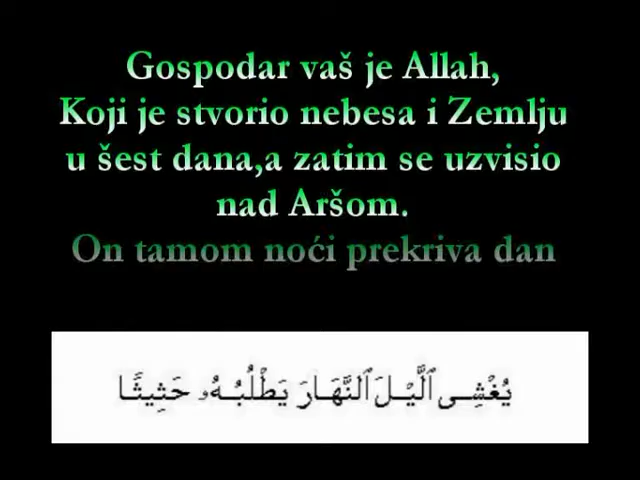 Gospodar vaš je Allah,
Koji je stvorio nebesa i Zemlju
u šest dana,a zatim se uzvisio
nad Aršom.
On tamom noći prekriva dan
يُغْشِى ٱلَّيْلَ ٱلنَّهَارَ يَطْلُبُهُۥ حَثِيثًا